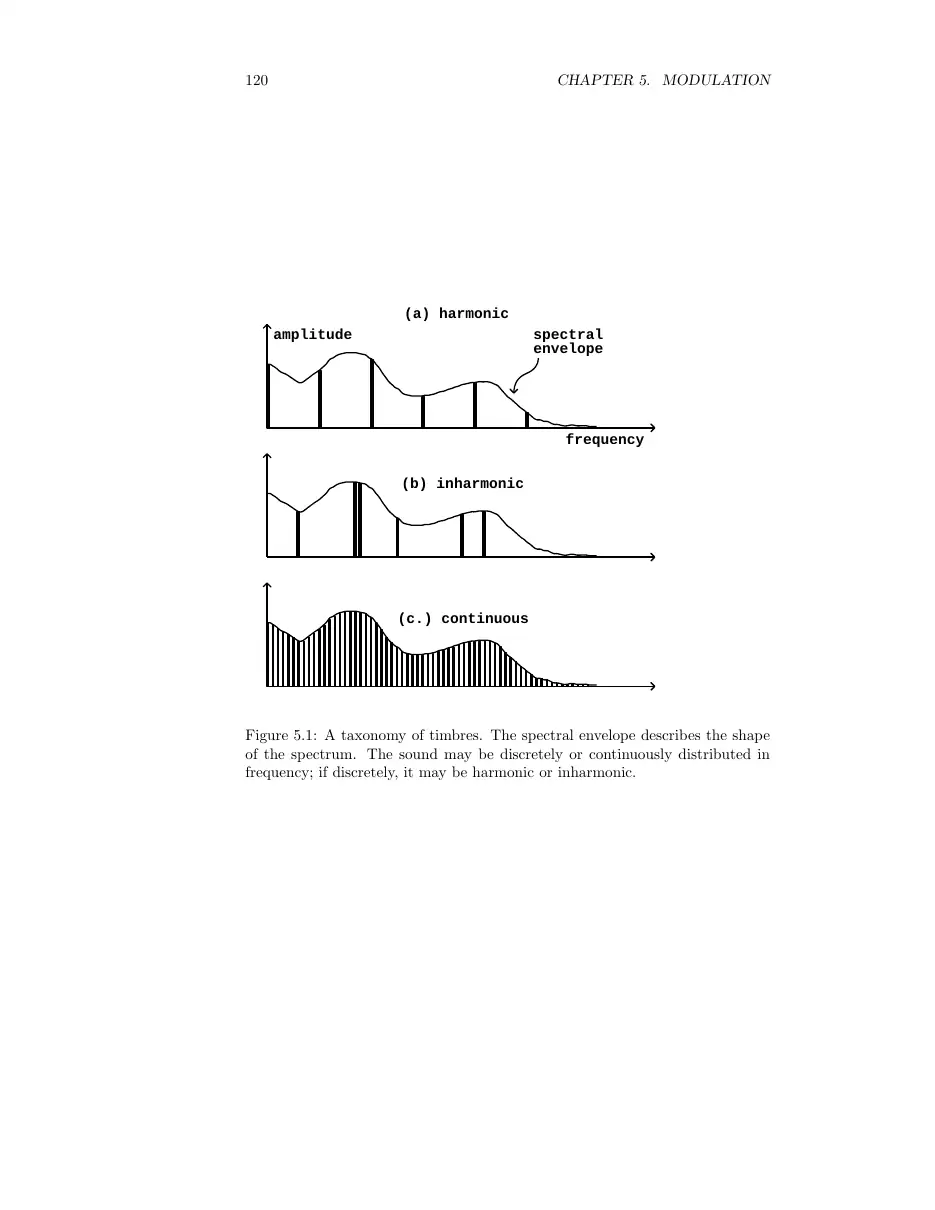 120 CHAPTER 5. MODULATION
(a) harmonic
amplitude
spectral
envelope
frequency
(b) inharmonic
(c.) continuous
Figure 5.1: A taxonomy of timbres. The spectral envelope describes the shape
of the spectrum. The sound may be discretely or continuously distributed in
frequency; if discretely, it may be harmonic or inharmonic.